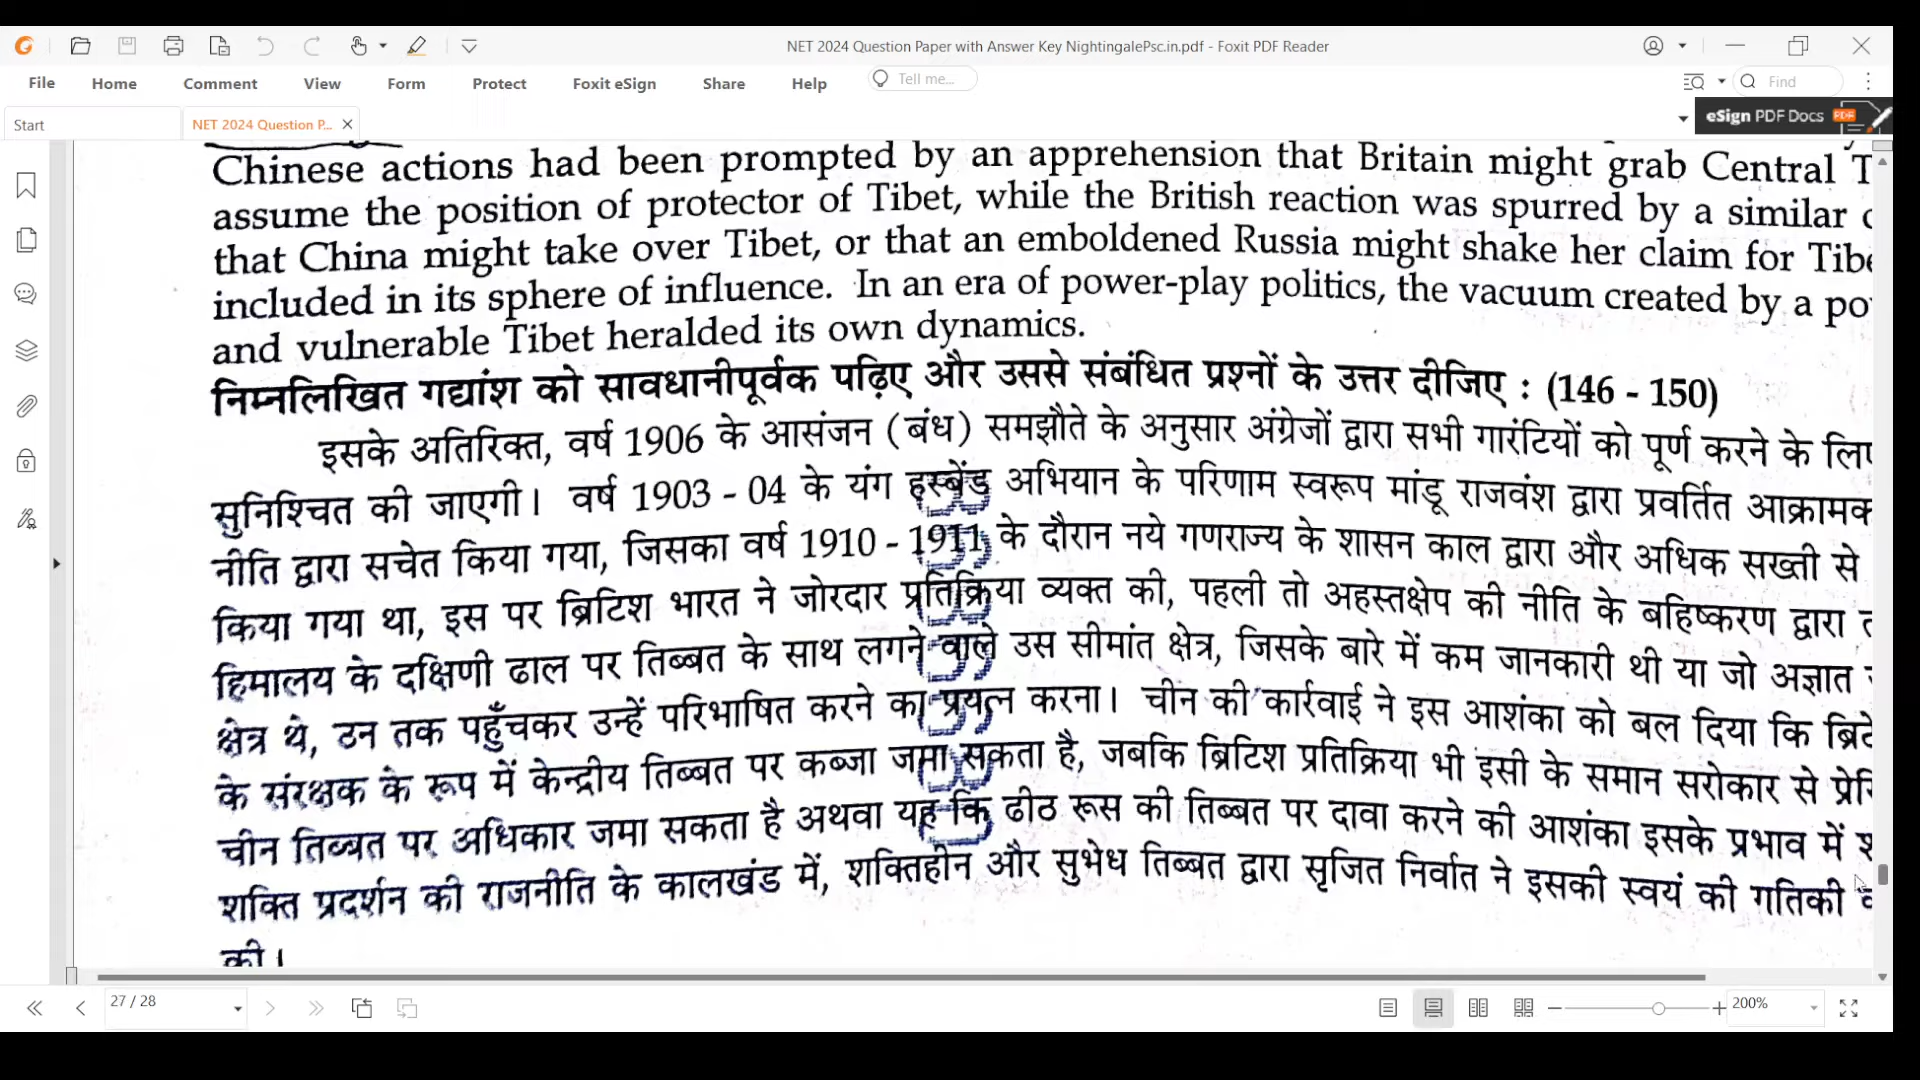 NET 2024 Question Paper with Answer Key NightingalePsc.in.pdf - Foxit PDF Reader
File Home Comment View Form Protect Foxit eSign Share Help Tell me... Find
Start NET 2024 Question P... eSign PDF Docs
Chinese actions had been prompted by an apprehension that Britain might grab Central T
assume the position of protector of Tibet, while the British reaction was spurred by a similar c
that China might take over Tibet, or that an emboldened Russia might shake her claim for Tibe
included in its sphere of influence. In an era of power-play politics, the vacuum created by a po
and vulnerable Tibet heralded its own dynamics.
निम्नलिखित गद्यांश को सावधानीपूर्वक पढ़िए और उससे संबंधित प्रश्नों के उत्तर दीजिए : (146 - 150)
इसके अतिरिक्त, वर्ष 1906 के आसंजन (बंध) समझौते के अनुसार अंग्रेजों द्वारा सभी गारंटियों को पूर्ण करने के लिए
सुनिश्चित की जाएगी। वर्ष 1903 - 04 के यंग हस्बेंड अभियान के परिणाम स्वरूप मांडू राजवंश द्वारा प्रवर्तित आक्रामक
नीति द्वारा सचेत किया गया, जिसका वर्ष 1910 - 1911 के दौरान नये गणराज्य के शासन काल द्वारा और अधिक सख्ती से
किया गया था, इस पर ब्रिटिश भारत ने जोरदार प्रतिक्रिया व्यक्त की, पहली तो अहस्तक्षेप की नीति के बहिष्करण द्वारा
हिमालय के दक्षिणी ढाल पर तिब्बत के साथ लगने वाले उस सीमांत क्षेत्र, जिसके बारे में कम जानकारी थी या जो अज्ञात
क्षेत्र थे, उन तक पहुँचकर उन्हें परिभाषित करने का प्रयत्न करना। चीन की कार्रवाई ने इस आशंका को बल दिया कि ब्रिटे
के संरक्षक के रूप में केन्द्रीय तिब्बत पर कब्जा जमा सकता है, जबकि ब्रिटिश प्रतिक्रिया भी इसी के समान सरोकार से प्रेरि
चीन तिब्बत पर अधिकार जमा सकता है अथवा यह कि ढीठ रूस की तिब्बत पर दावा करने की आशंका इसके प्रभाव में श
शक्ति प्रदर्शन की राजनीति के कालखंड में, शक्तिहीन और सुभेध तिब्बत द्वारा सृजित निर्वात ने इसकी स्वयं की गतिकी
की।
27 / 28 200%